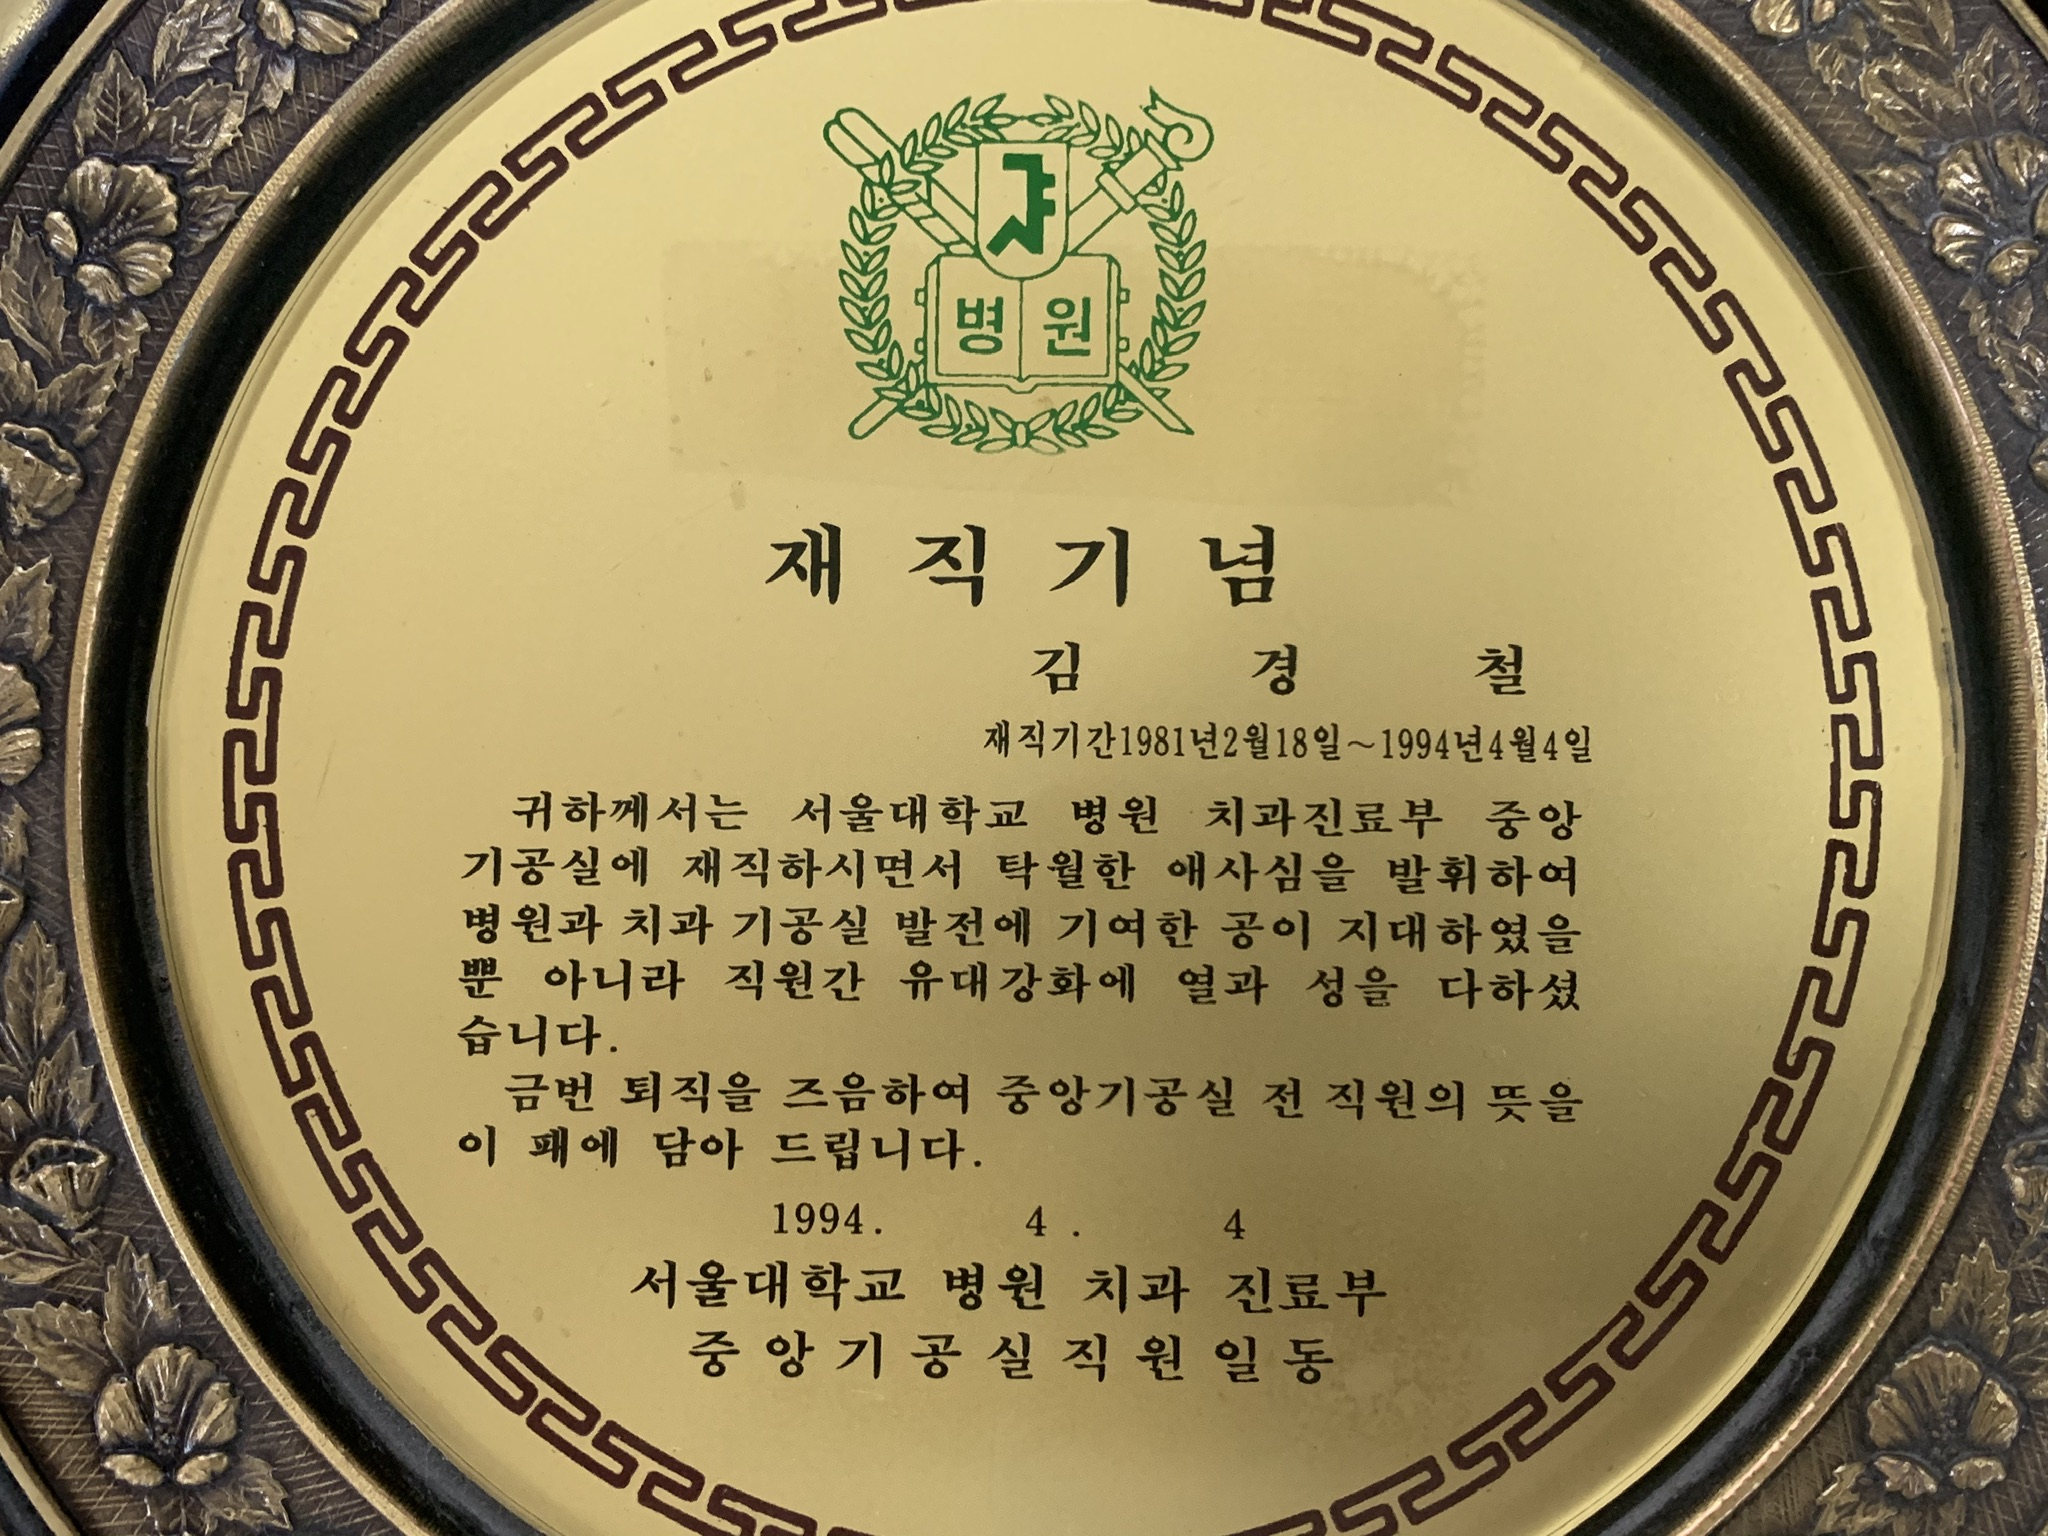 병 원
재직기념
김 경 철
재직기간1981년2월18일~1994년4월4일
귀하께서는 서울대학교 병원 치과진료부 중앙
기공실에 재직하시면서 탁월한 애사심을 발휘하여
병원과 치과 기공실 발전에 기여한 공이 지대하였을
뿐 아니라 직원간 유대강화에 열과 성을 다하셨
습니다.
금번 퇴직을 즈음하여 중앙기공실 전 직원의 뜻을
이 패에 담아 드립니다.
1994. 4. 4
서울대학교 병원 치과 진료부
중앙기공실직원일동